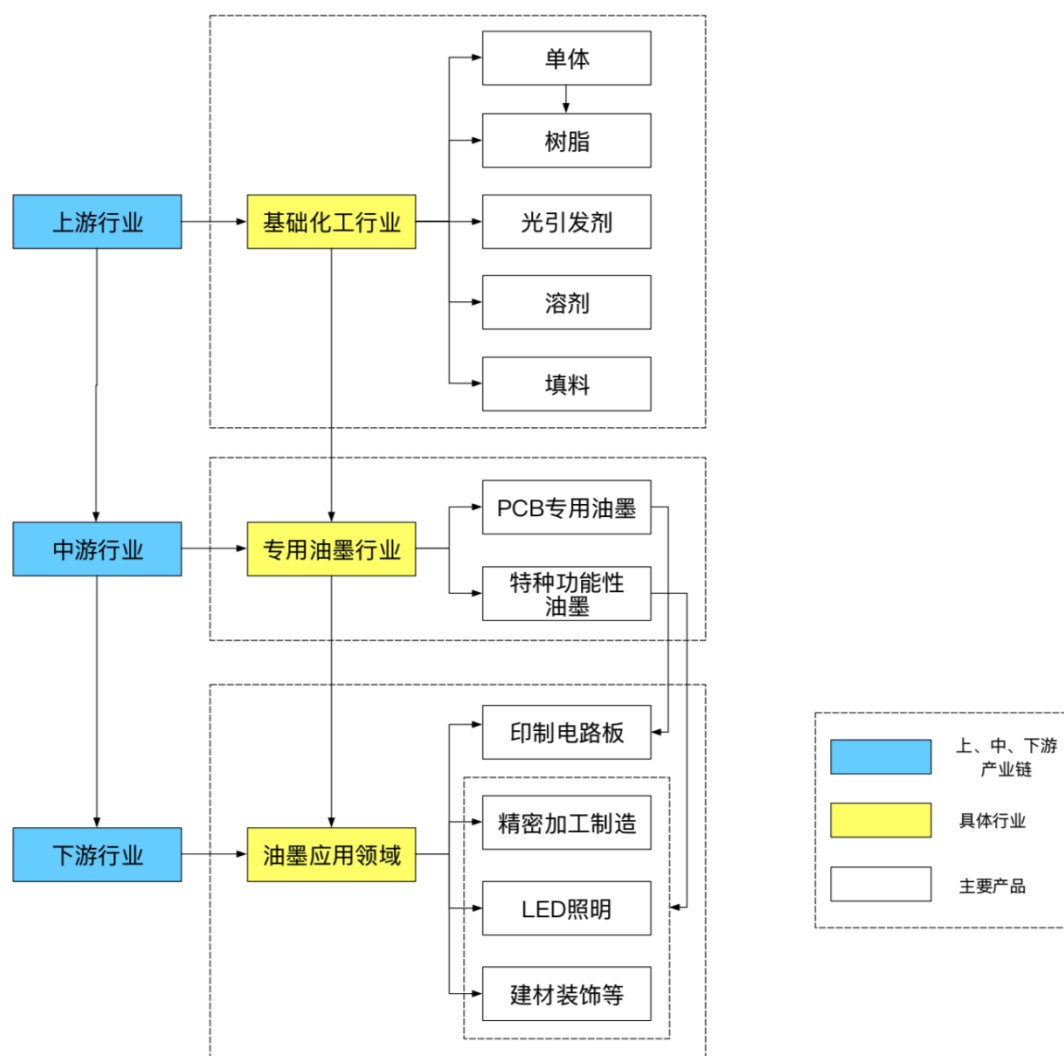 单体
树脂
上游行业
基础化工行业
光引发剂
溶剂
填料
PCB专用油墨
中游行业
专用油墨行业
特种功能性
油墨
印制电路板
精密加工制造
下游行业
油墨应用领域
LED照明
建材装饰等
上、中、下游
产业链
具体行业
主要产品